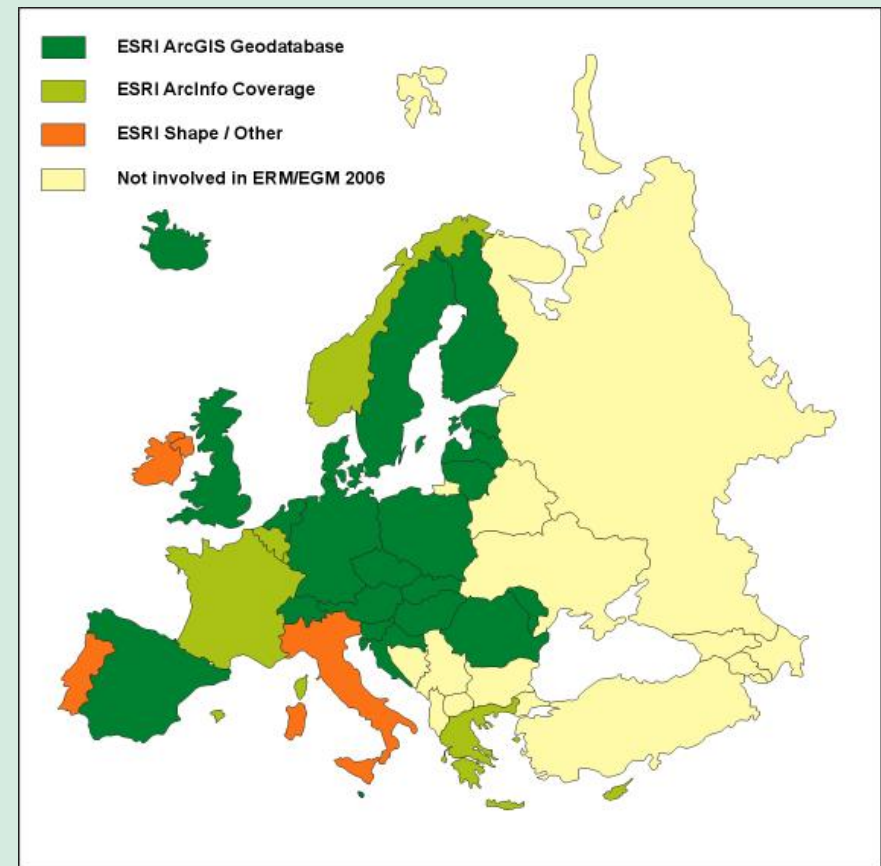 ESRI ArcGIS Geodatabase
ESRI ArcInfo Coverage
ESRI Shape / Other
Not involved in ERM/EGM 2006